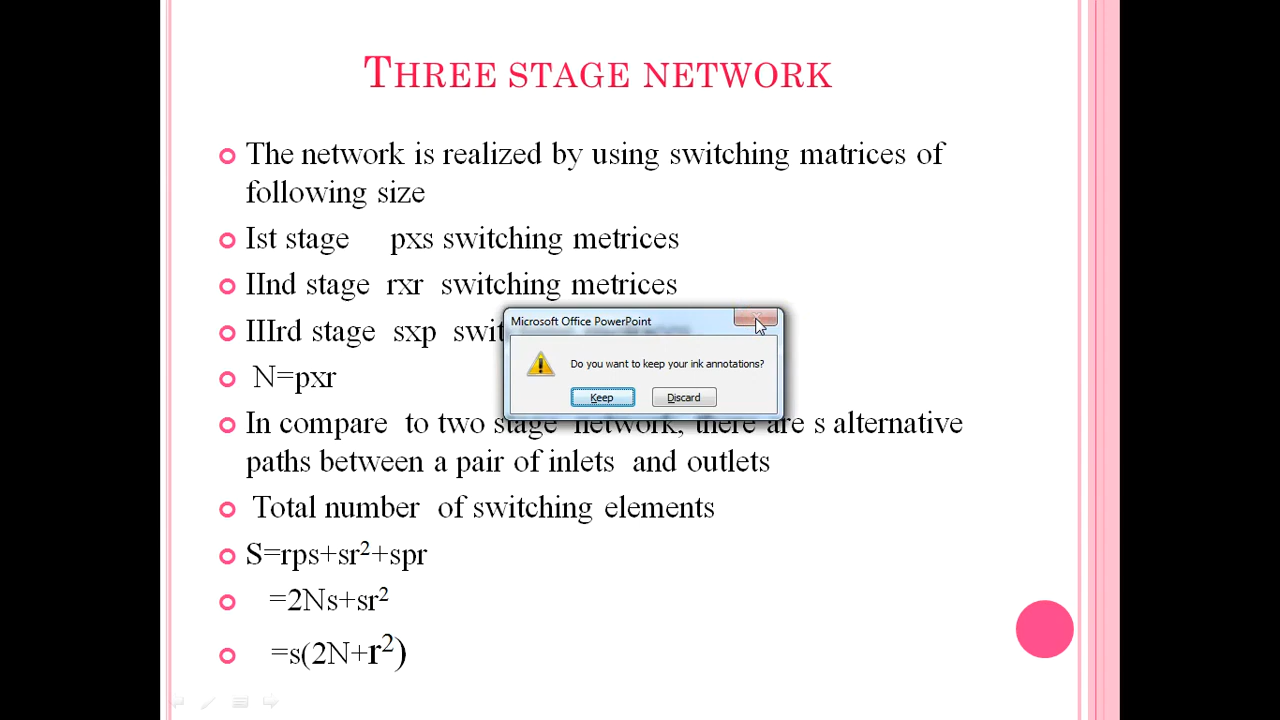 THREE STAGE NETWORK
The network is realized by using switching matrices of
following size
Ist stage pxs switching metrices
IInd stage rxr switching metrices
IIIrd stage sxp
Microsoft Office PowerPoint
Do you want to keep your ink annotations?
Keep Discard
N=pxr
In compare to two stage network, there are s alternative
paths between a pair of inlets and outlets
Total number of switching elements
S=rps+sr²+spr
=2Ns+sr²
=s(2N+r²)